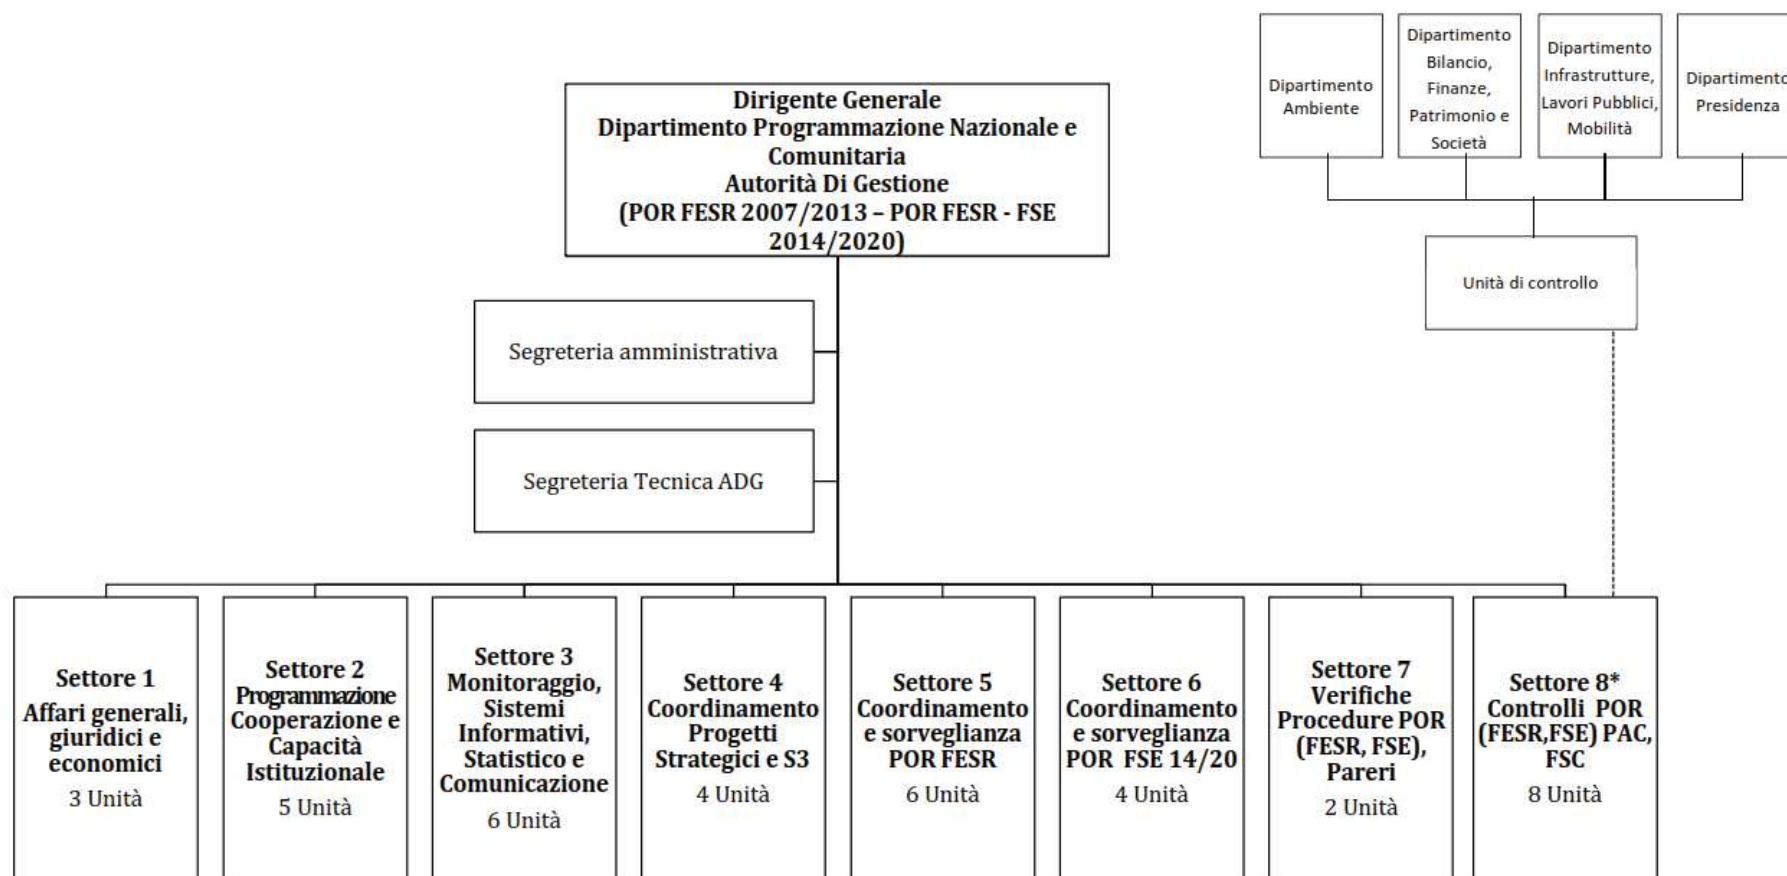 Dirigente Generale
Dipartimento Programmazione Nazionale e
Comunitaria
Autorità Di Gestione
(POR FESR 2007/2013 – POR FESR - FSE
2014/2020)
Dipartimento
Ambiente
Dipartimento
Bilancio,
Finanze,
Patrimonio e
Società
Dipartimento
Infrastrutture,
Lavori Pubblici,
Mobilità
Dipartimento
Presidenza
Unità di controllo
Segreteria amministrativa
Segreteria Tecnica ADG
Settore 1
Affari generali,
giuridici e
economici
3 Unità
Settore 2
Programmazione
Cooperazione e
Capacità
Istituzionale
5 Unità
Settore 3
Monitoraggio,
Sistemi
Informativi,
Statistico e
Comunicazione
6 Unità
Settore 4
Coordinamento
Progetti
Strategici e S3
4 Unità
Settore 5
Coordinamento
e sorveglianza
POR FESR
6 Unità
Settore 6
Coordinamento
e sorveglianza
POR FSE 14/20
4 Unità
Settore 7
Verifiche
Procedure POR
(FESR, FSE),
Pareri
2 Unità
Settore 8*
Controlli POR
(FESR,FSE) PAC,
FSC
8 Unità